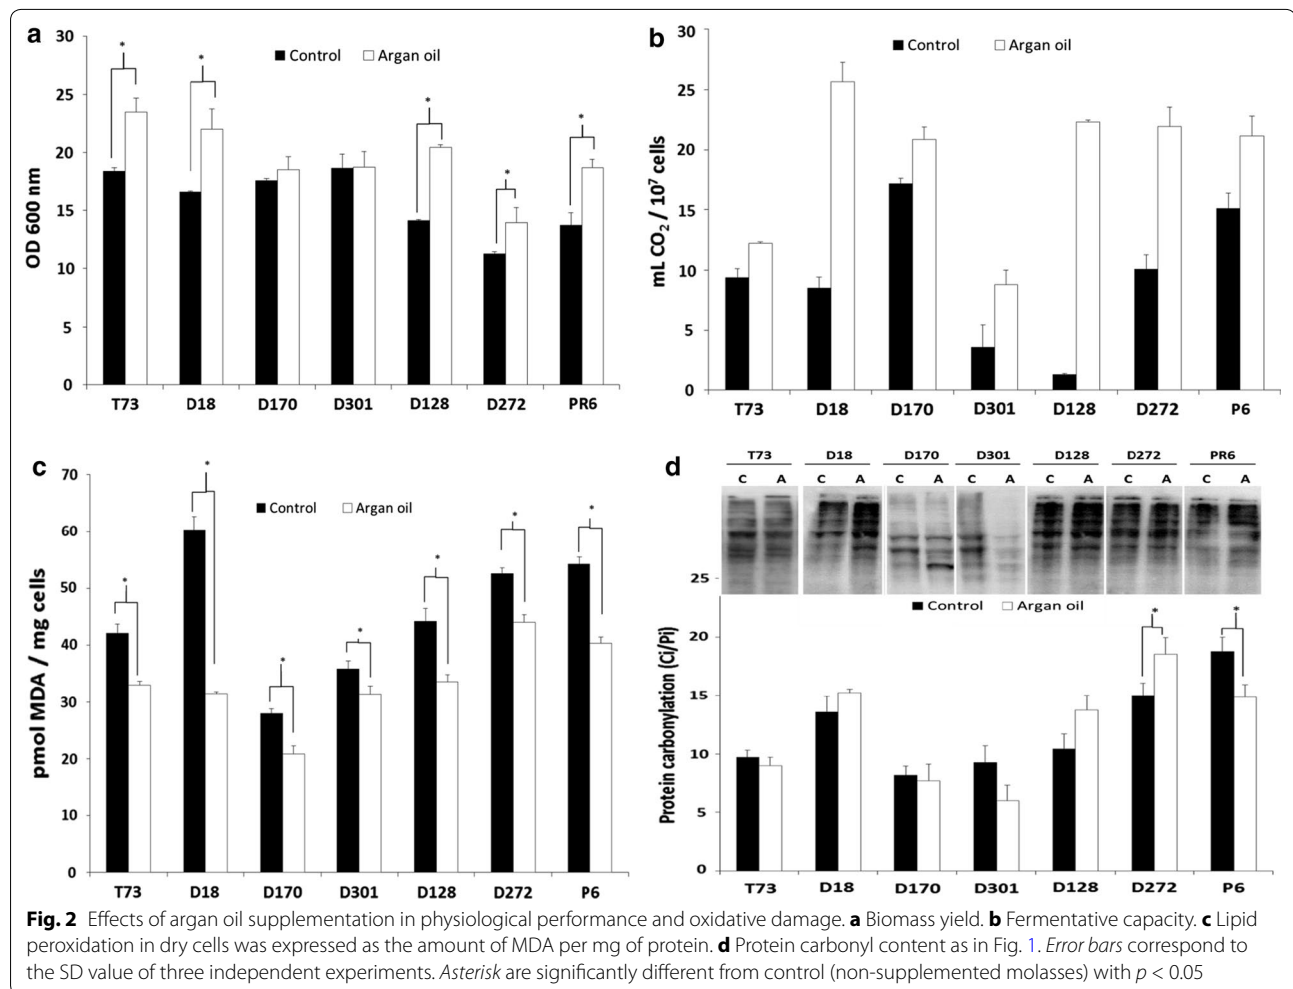 a
30
25
20
15
10
5
0
OD 600 nm
Control
Argan oil
*
*
*
*
*
T73 D18 D170 D301 D128 D272 PR6
b
30
25
20
15
10
5
0
mL CO2 / 10⁷ cells
Control
Argan oil
T73 D18 D170 D301 D128 D272 P6
c
70
60
50
40
30
20
10
0
pmol MDA / mg cells
Control
Argan oil
*
*
*
*
*
*
*
T73 D18 D170 D301 D128 D272 P6
d
T73 D18 D170 D301 D128 D272 PR6
C A C A C A C A C A C A C A
25
Control
Argan oil
20
15
10
5
0
Protein carbonylation (Ci/Pi)
*
*
T73 D18 D170 D301 D128 D272 P6
Fig. 2 Effects of argan oil supplementation in physiological performance and oxidative damage. a Biomass yield. b Fermentative capacity. c Lipid
peroxidation in dry cells was expressed as the amount of MDA per mg of protein. d Protein carbonyl content as in Fig. 1. Error bars correspond to
the SD value of three independent experiments. Asterisk are significantly different from control (non-supplemented molasses) with p < 0.05